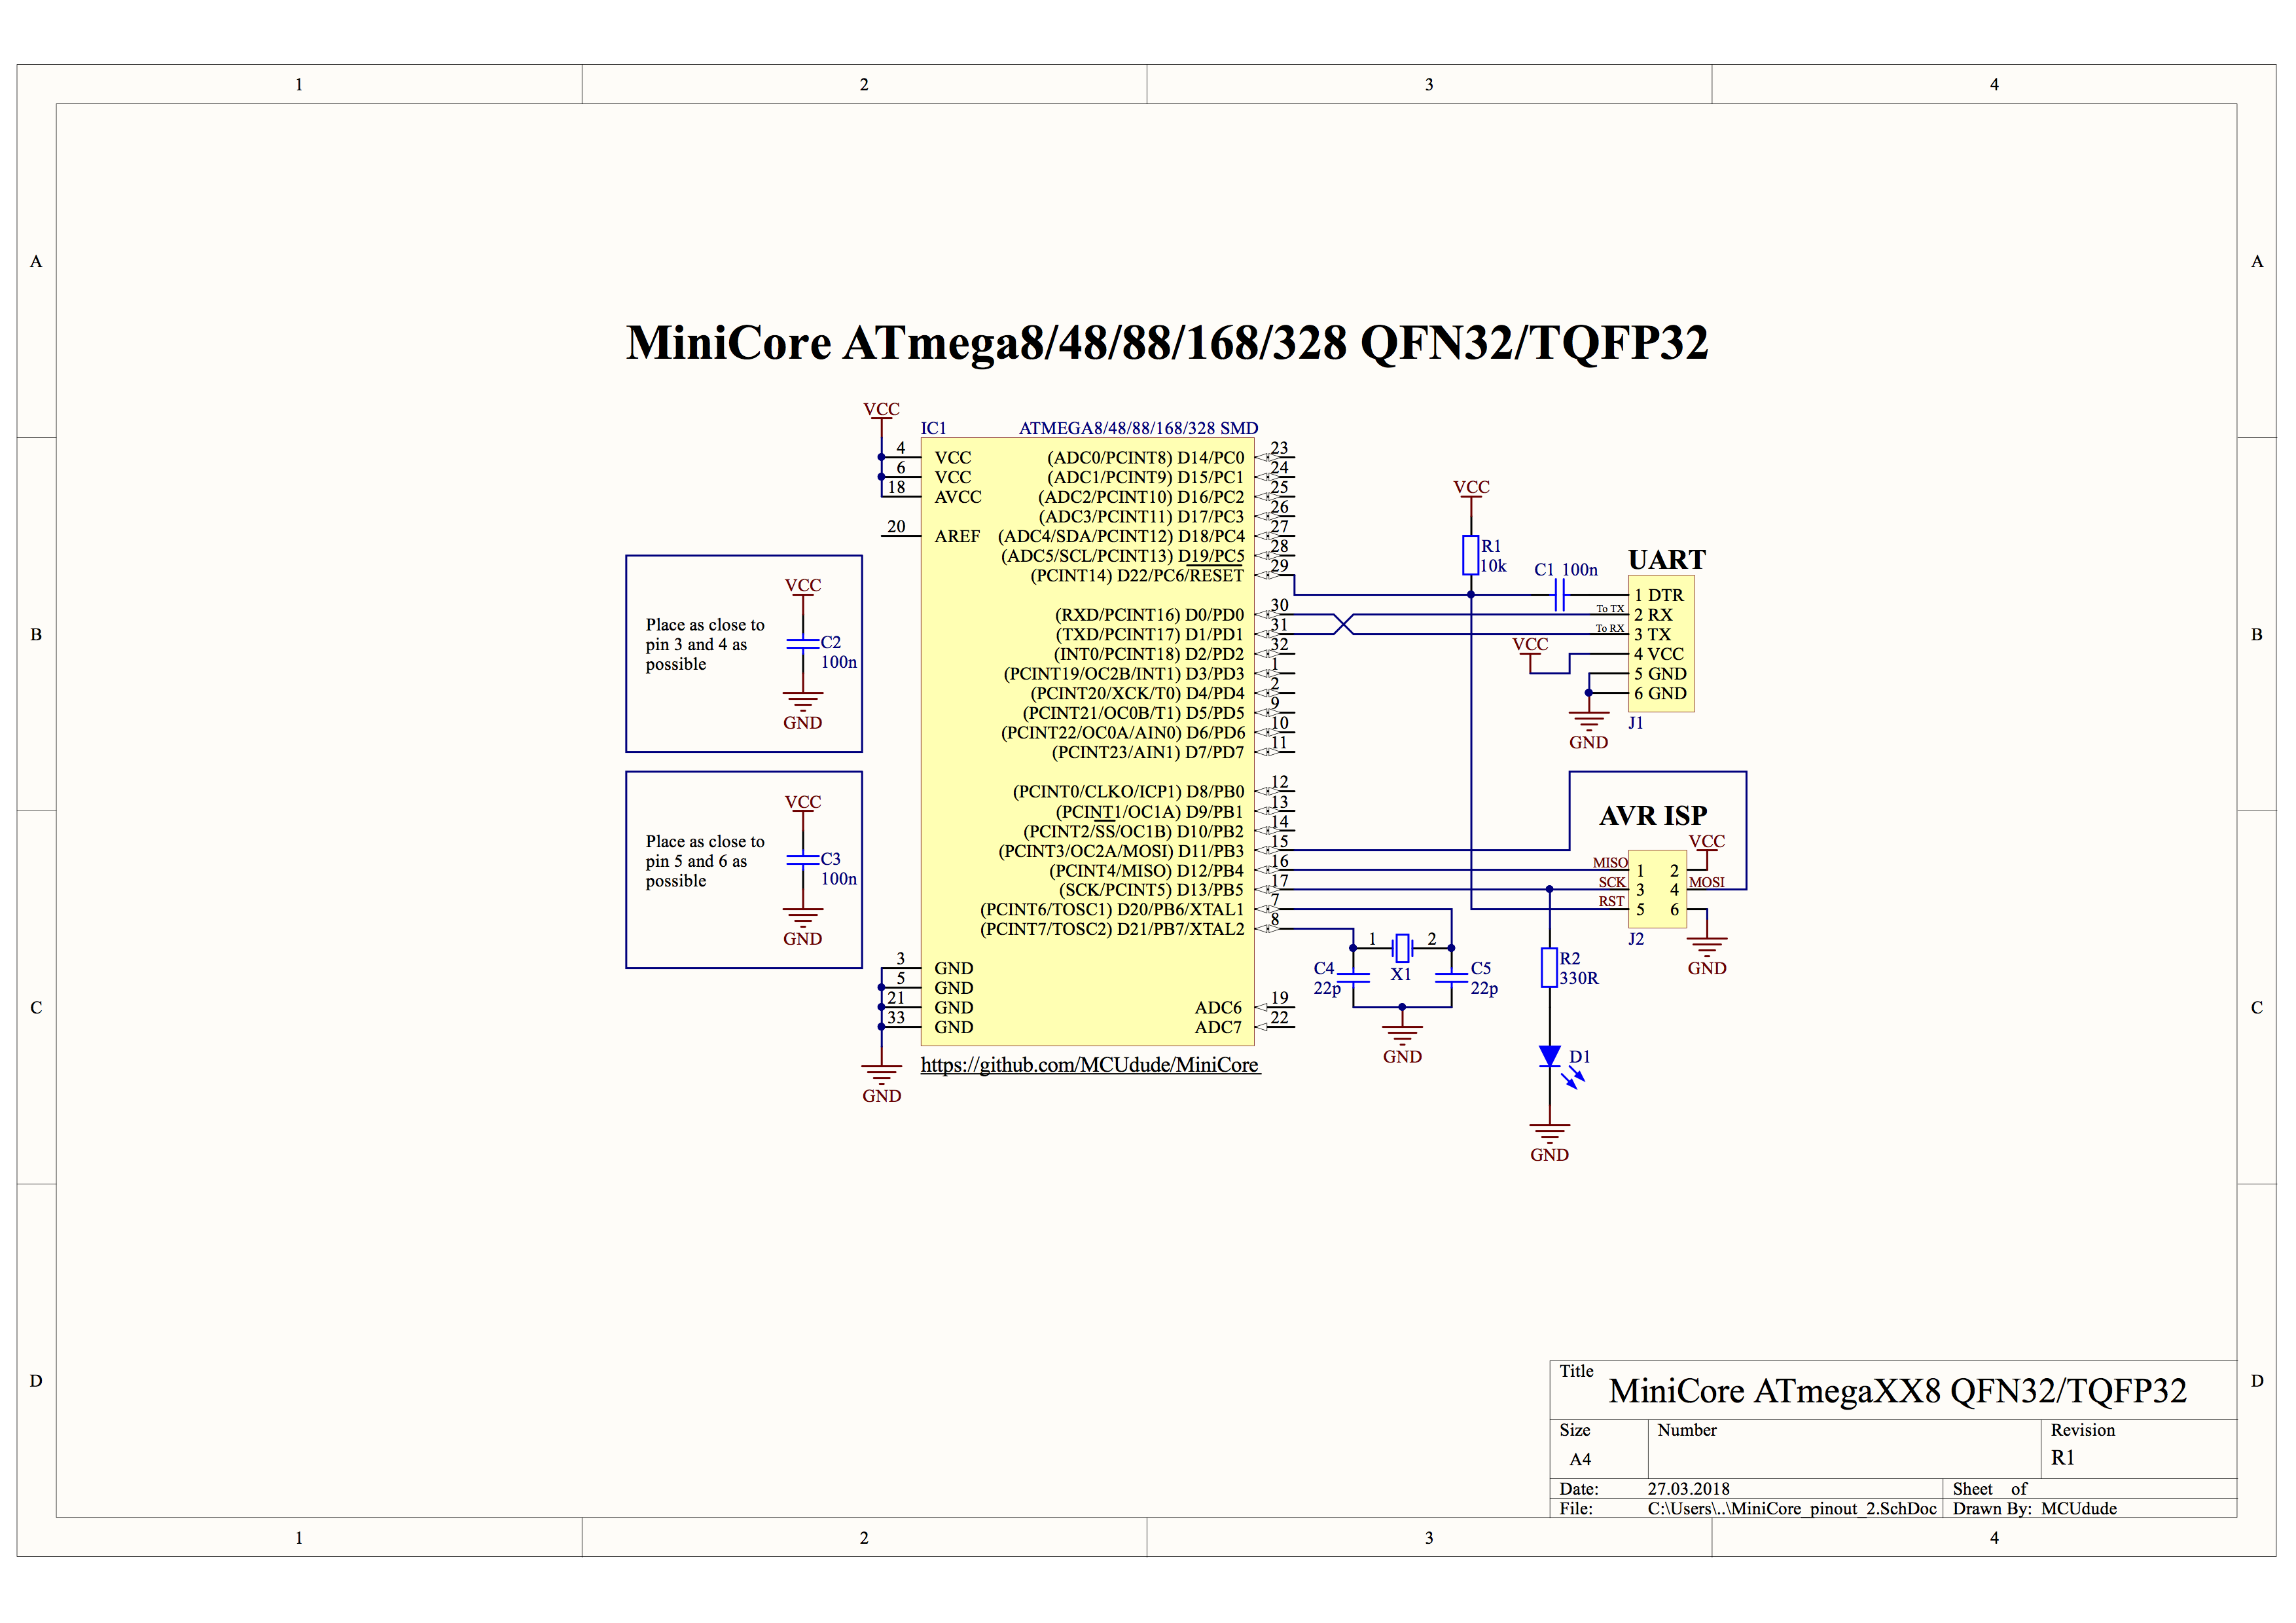 1 2 3 4
A A
MiniCore ATmega8/48/88/168/328 QFN32/TQFP32
VCC
IC1 ATMEGA8/48/88/168/328 SMD
4 VCC (ADC0/PCINT8) D14/PC0 23
6 VCC (ADC1/PCINT9) D15/PC1 24
18 AVCC (ADC2/PCINT10) D16/PC2 25
(ADC3/PCINT11) D17/PC3 26
20 AREF (ADC4/SDA/PCINT12) D18/PC4 27
(ADC5/SCL/PCINT13) D19/PC5 28
(PCINT14) D22/PC6/RESET 29
(RXD/PCINT16) D0/PD0 30
(TXD/PCINT17) D1/PD1 31
(INT0/PCINT18) D2/PD2 32
(PCINT19/OC2B/INT1) D3/PD3 1
(PCINT20/XCK/T0) D4/PD4 2
(PCINT21/OC0B/T1) D5/PD5 9
(PCINT22/OC0A/AIN0) D6/PD6 10
(PCINT23/AIN1) D7/PD7 11
(PCINT0/CLKO/ICP1) D8/PB0 12
(PCINT1/OC1A) D9/PB1 13
(PCINT2/SS/OC1B) D10/PB2 14
(PCINT3/OC2A/MOSI) D11/PB3 15
(PCINT4/MISO) D12/PB4 16
(SCK/PCINT5) D13/PB5 17
(PCINT6/TOSC1) D20/PB6/XTAL1 7
(PCINT7/TOSC2) D21/PB7/XTAL2 8
3 GND
5 GND
21 GND ADC6 19
33 GND ADC7 22
GND
https://github.com/MCUdude/MiniCore
VCC
Place as close to
pin 3 and 4 as
possible
C2
100n
GND
VCC
Place as close to
pin 5 and 6 as
possible
C3
100n
GND
VCC
R1
10k
C1 100n
UART
1 DTR
To TX 2 RX
To RX 3 TX
VCC
4 VCC
5 GND
6 GND
J1
GND
AVR ISP
VCC
MISO 1 2
SCK 3 4 MOSI
RST 5 6
J2
GND
1 2
X1
C4
22p
C5
22p
GND
R2
330R
D1
GND
B B
C C
D D
Title
MiniCore ATmegaXX8 QFN32/TQFP32
Size Number Revision
A4 R1
Date: 27.03.2018 Sheet of
File: C:\Users\..\MiniCore_pinout_2.SchDoc Drawn By: MCUdude
1 2 3 4